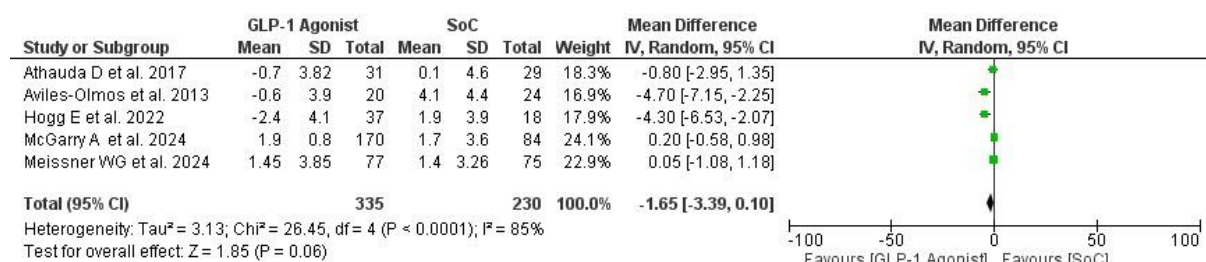 GLP-1 Agonist SoC Mean Difference Mean Difference
Study or Subgroup Mean SD Total Mean SD Total Weight IV, Random, 95% CI IV, Random, 95% CI
Athauda D et al. 2017 -0.7 3.82 31 0.1 4.6 29 18.3% -0.80 [-2.95, 1.35]
Aviles-Olmos et al. 2013 -0.6 3.9 20 4.1 4.4 24 16.9% -4.70 [-7.15, -2.25]
Hogg E et al. 2022 -2.4 4.1 37 1.9 3.9 18 17.9% -4.30 [-6.53, -2.07]
McGarry A et al. 2024 1.9 0.8 170 1.7 3.6 84 24.1% 0.20 [-0.58, 0.98]
Meissner WG et al. 2024 1.45 3.85 77 1.4 3.26 75 22.9% 0.05 [-1.08, 1.18]
Total (95% CI) 335 230 100.0% -1.65 [-3.39, 0.10]
Heterogeneity: Tau² = 3.13; Chi² = 26.45, df = 4 (P < 0.0001); I² = 85%
Test for overall effect: Z = 1.85 (P = 0.06)
-100 -50 0 50 100
Favours [GLP-1 Agonist] Favours [SoC]